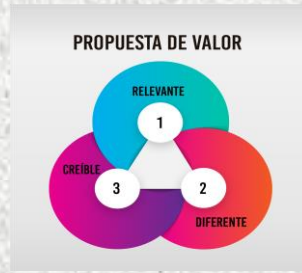 PROPUESTA DE VALOR
RELEVANTE
1
CREÍBLE
3
2
DIFERENTE